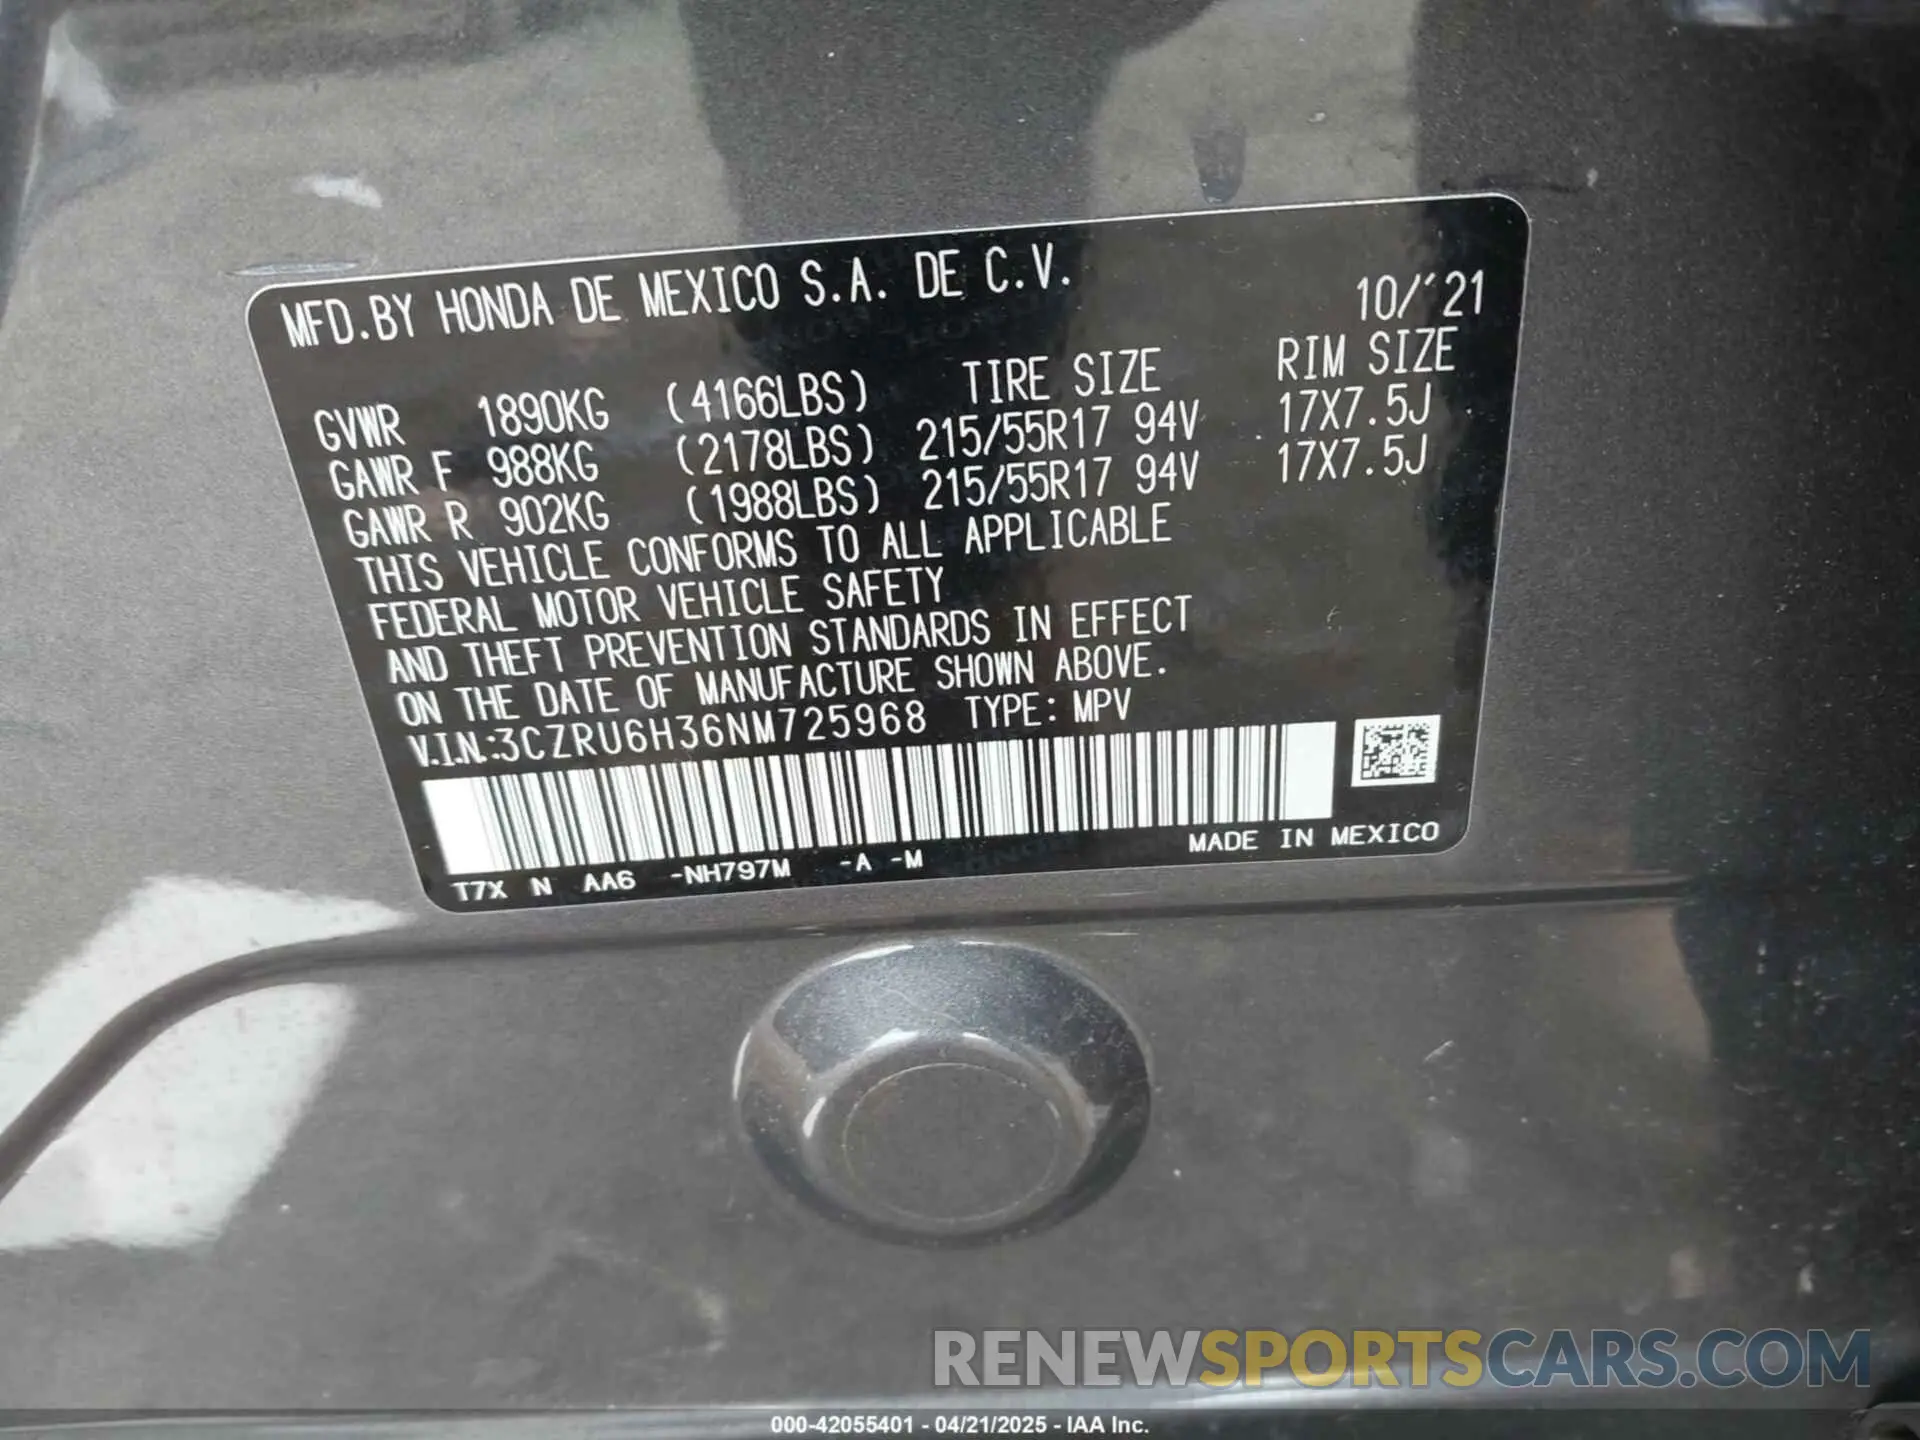 MFD.BY HONDA DE MEXICO S.A. DE C.V. 10/'21
TIRE SIZE RIM SIZE
GVWR 1890KG (4166LBS)
GAWR F 988KG (2178LBS) 215/55R17 94V 17X7.5J
GAWR R 902KG (1988LBS) 215/55R17 94V 17X7.5J
THIS VEHICLE CONFORMS TO ALL APPLICABLE
FEDERAL MOTOR VEHICLE SAFETY
AND THEFT PREVENTION STANDARDS IN EFFECT
ON THE DATE OF MANUFACTURE SHOWN ABOVE.
V.I.N.:3CZRU6H36NM725968 TYPE: MPV
T7X N AA6 -NH797M -A -M MADE IN MEXICO
RENEWSPORTSCARS.COM
000-42055401 - 04/21/2025 - IAA Inc.